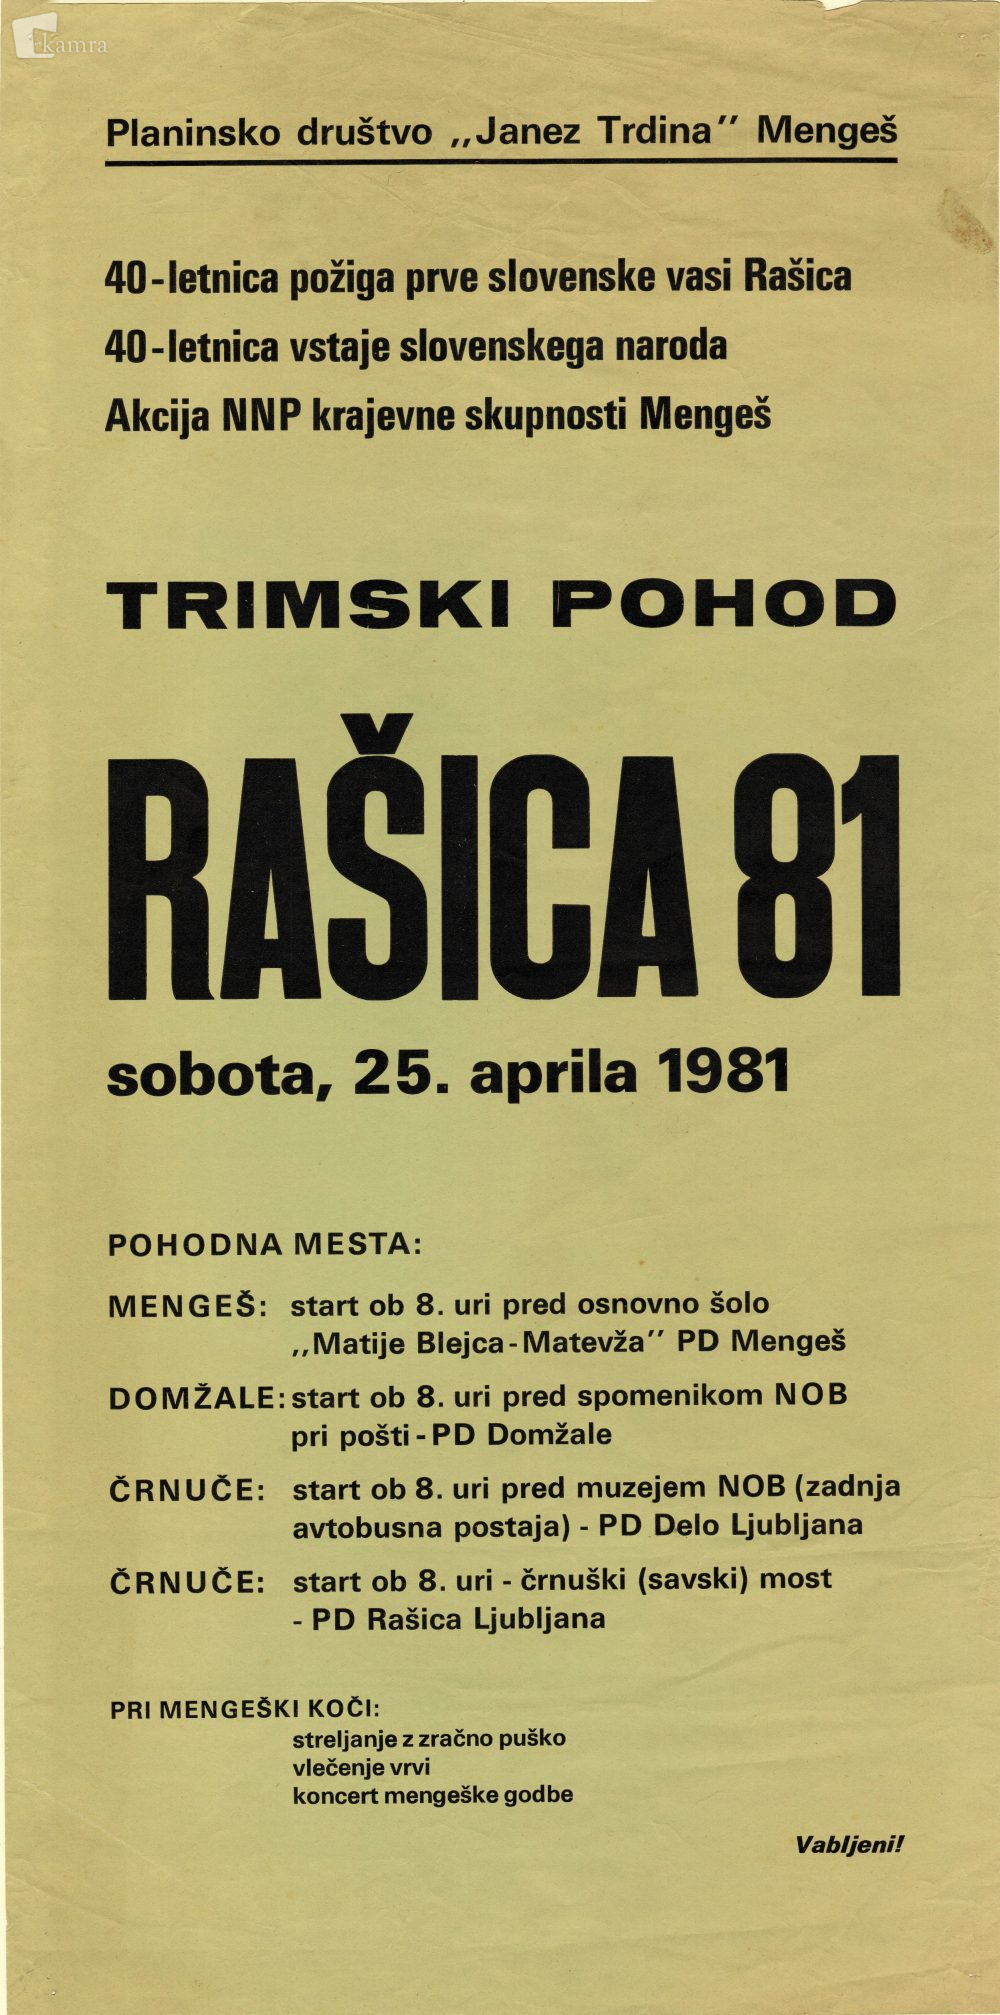 kamra
Planinsko društvo ,,Janez Trdina'' Mengeš
40-letnica požiga prve slovenske vasi Rašica
40-letnica vstaje slovenskega naroda
Akcija NNP krajevne skupnosti Mengeš
TRIMSKI POHOD
RAŠICA 81
sobota, 25. aprila 1981
POHODNA MESTA:
MENGEŠ: start ob 8. uri pred osnovno šolo
,,Matije Blejca-Matevža'' PD Mengeš
DOMŽALE: start ob 8. uri pred spomenikom NOB
pri pošti-PD Domžale
ČRNUČE: start ob 8. uri pred muzejem NOB (zadnja
avtobusna postaja) - PD Delo Ljubljana
ČRNUČE: start ob 8. uri - črnuški (savski) most
- PD Rašica Ljubljana
PRI MENGEŠKI KOČI:
streljanje z zračno puško
vlečenje vrvi
koncert mengeške godbe
Vabljeni!